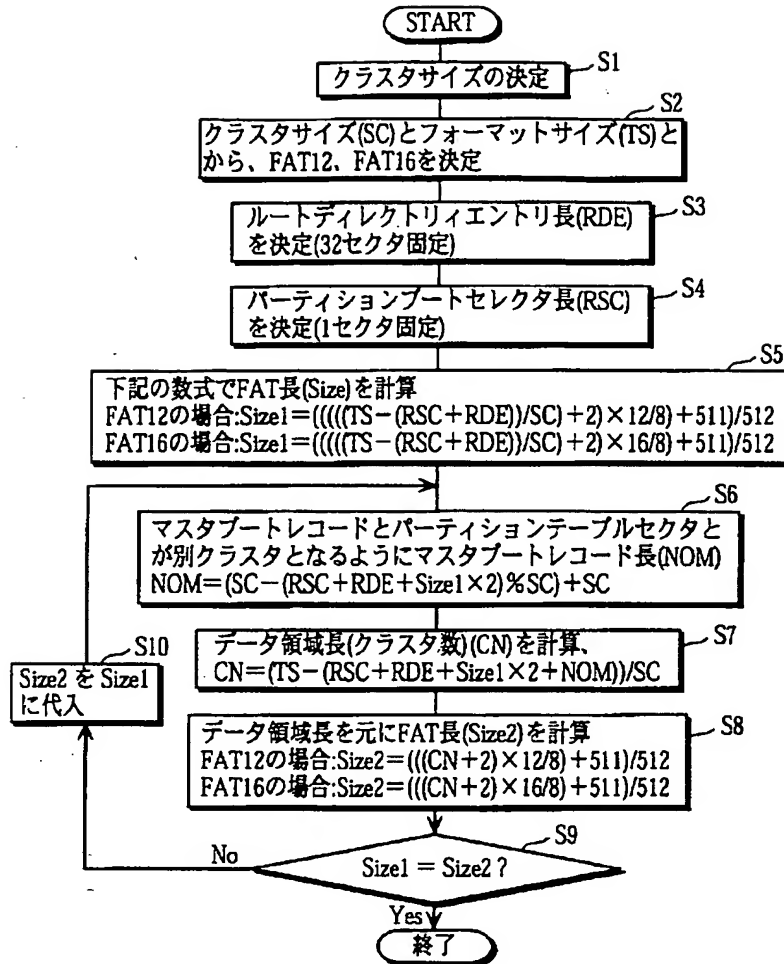 START
S1
クラスタサイズの決定
S2
クラスタサイズ(SC)とフォーマットサイズ(TS)と
から、FAT12、FAT16を決定
S3
ルートディレクトリィエントリ長(RDE)
を決定(32セクタ固定)
S4
パーティションブートセレクタ長(RSC)
を決定(1セクタ固定)
S5
下記の数式でFAT長(Size)を計算
FAT12の場合:Size1=(((((TS-(RSC+RDE))/SC)+2)×12/8)+511)/512
FAT16の場合:Size1=(((((TS-(RSC+RDE))/SC)+2)×16/8)+511)/512
S6
マスタブートレコードとパーティションテーブルセクタと
が別クラスタとなるようにマスタブートレコード長(NOM)
NOM=(SC-(RSC+RDE+Size1×2)%SC)+SC
S7
データ領域長(クラスタ数)(CN)を計算、
CN=(TS-(RSC+RDE+Size1×2+NOM))/SC
S10
Size2をSize1
に代入
S8
データ領域長を元にFAT長(Size2)を計算
FAT12の場合:Size2=(((CN+2)×12/8)+511)/512
FAT16の場合:Size2=(((CN+2)×16/8)+511)/512
S9
No
Size1=Size2?
Yes
終了